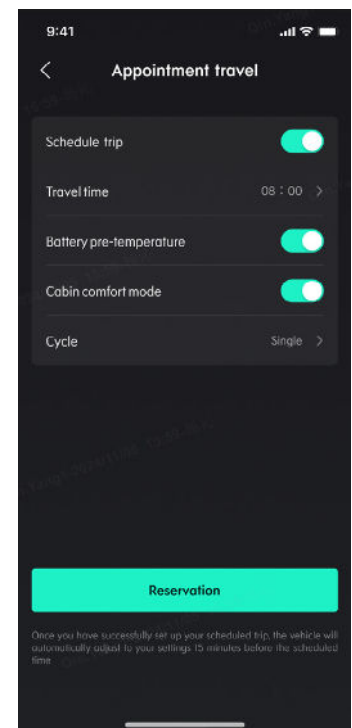 9:41
Appointment travel
Schedule trip
Travel time
08 : 00
Battery pre-temperature
Cabin comfort mode
Cycle
Single
Reservation
Once you have successfully set up your scheduled trip, the vehicle will
automatically adjust to your settings 15 minutes before the scheduled
time